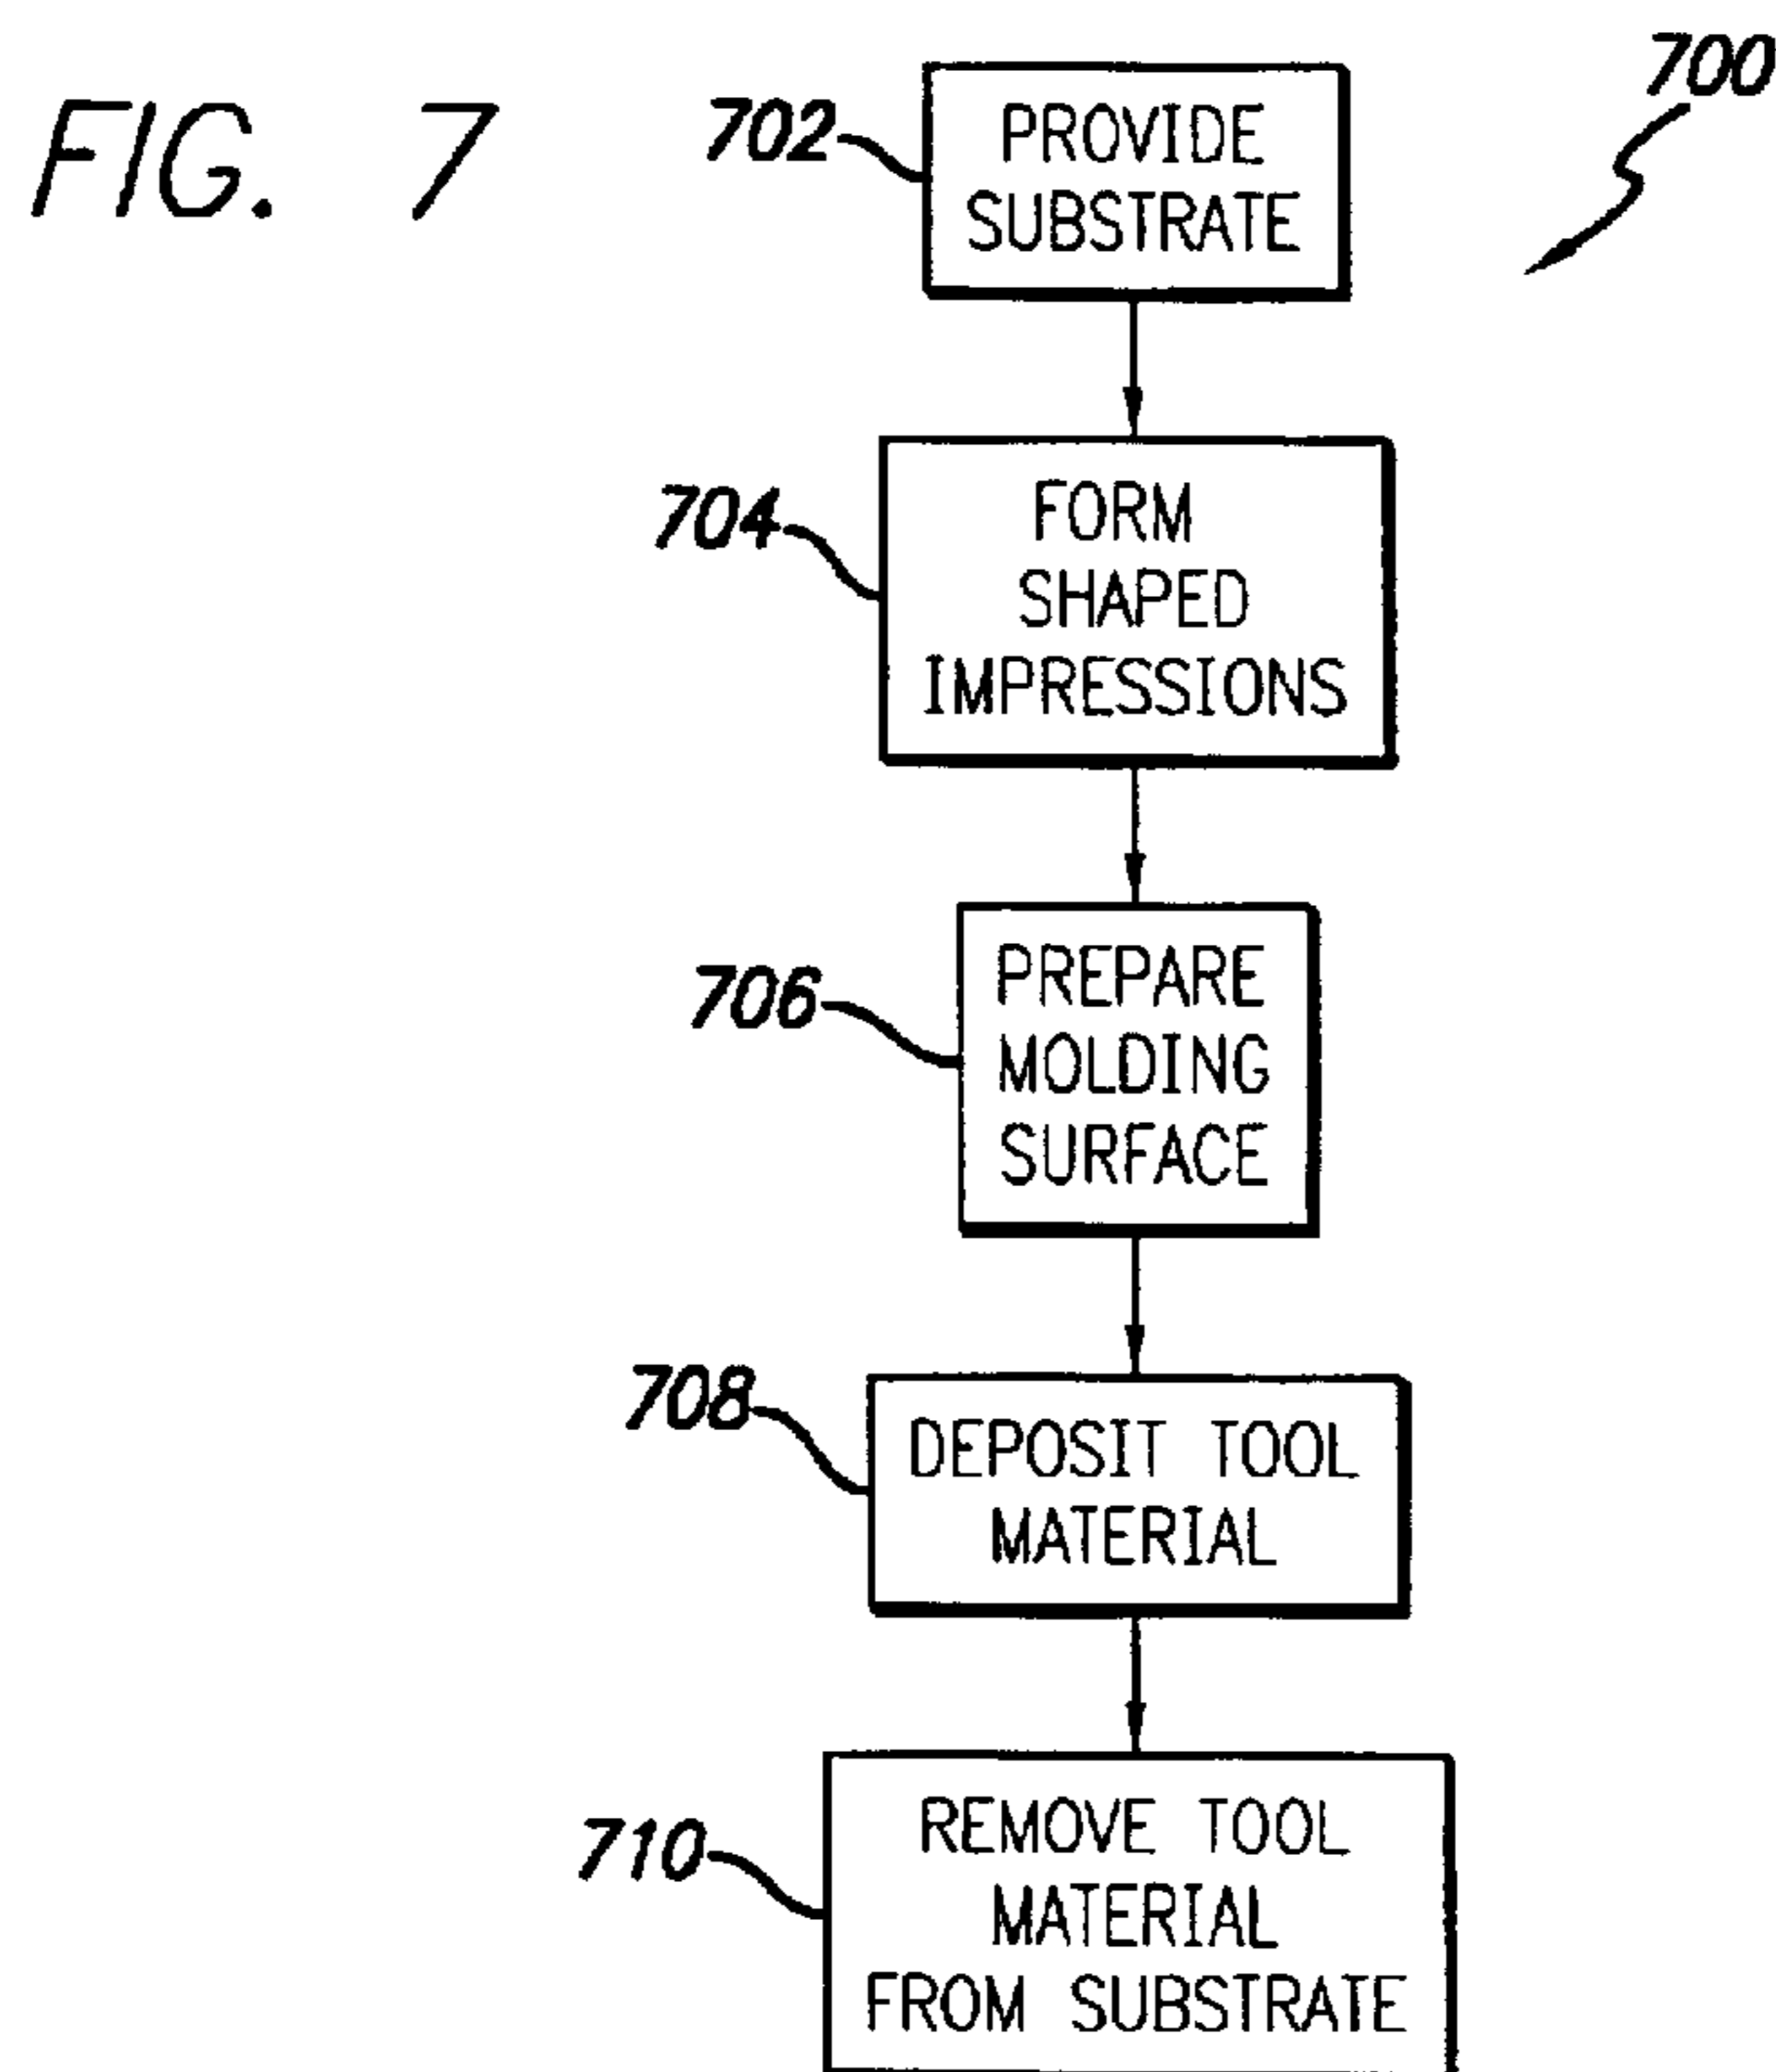 FIG. 7
700
702
PROVIDE
SUBSTRATE
704
FORM
SHAPED
IMPRESSIONS
706
PREPARE
MOLDING
SURFACE
708
DEPOSIT TOOL
MATERIAL
710
REMOVE TOOL
MATERIAL
FROM SUBSTRATE